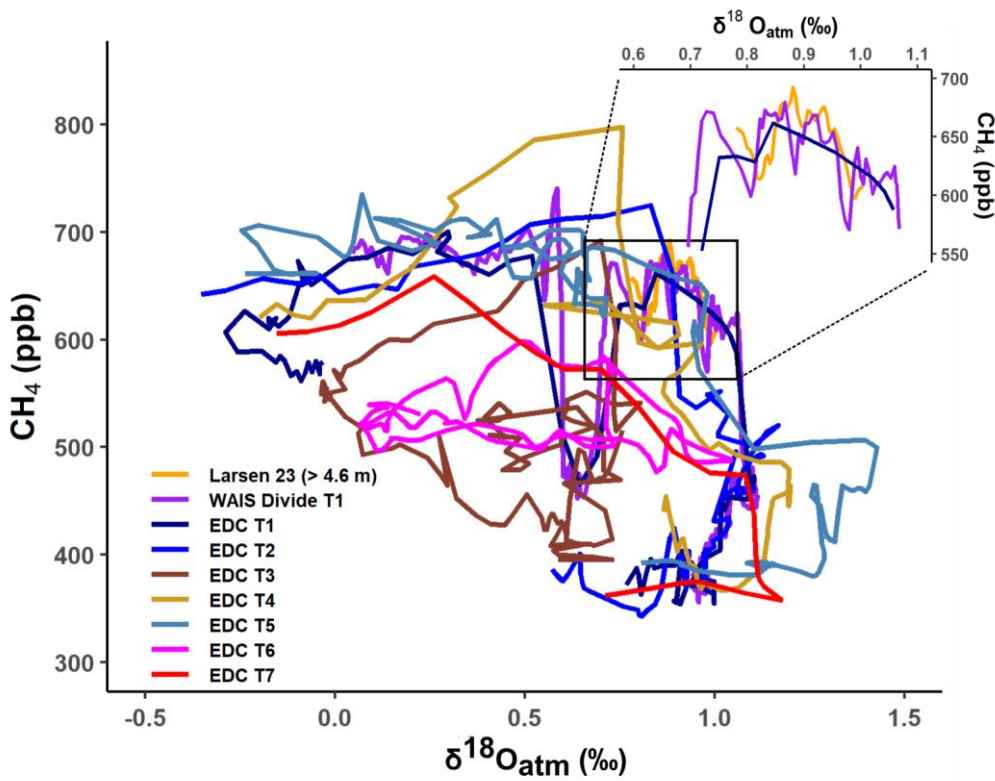 δ18 Oatm (‰)
0.6 0.7 0.8 0.9 1.0 1.1
700
650
600
550
CH4 (ppb)
800
700
600
500
400
300
CH4 (ppb)
Larsen 23 (> 4.6 m)
WAIS Divide T1
EDC T1
EDC T2
EDC T3
EDC T4
EDC T5
EDC T6
EDC T7
-0.5 0.0 0.5 1.0 1.5
δ18Oatm (‰)